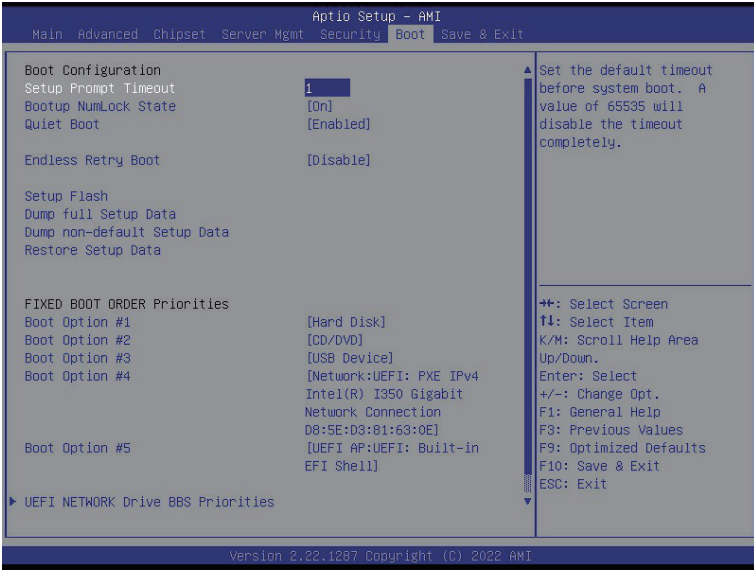 Aptio Setup – AMI
Main Advanced Chipset Server Mgmt Security Boot Save & Exit
Boot Configuration
Setup Prompt Timeout 1
Bootup NumLock State [On]
Quiet Boot [Enabled]
Endless Retry Boot [Disable]
Setup Flash
Dump full Setup Data
Dump non-default Setup Data
Restore Setup Data
FIXED BOOT ORDER Priorities
Boot Option #1 [Hard Disk]
Boot Option #2 [CD/DVD]
Boot Option #3 [USB Device]
Boot Option #4 [Network:UEFI: PXE IPv4
Intel(R) I350 Gigabit
Network Connection
D8:5E:D3:81:63:0E]
Boot Option #5 [UEFI AP:UEFI: Built-in
EFI Shell]
UEFI NETWORK Drive BBS Priorities
Set the default timeout
before system boot. A
value of 65535 will
disable the timeout
completely.
→←: Select Screen
↑↓: Select Item
K/M: Scroll Help Area
Up/Down.
Enter: Select
+/-: Change Opt.
F1: General Help
F3: Previous Values
F9: Optimized Defaults
F10: Save & Exit
ESC: Exit
Version 2.22.1287 Copyright (C) 2022 AMI